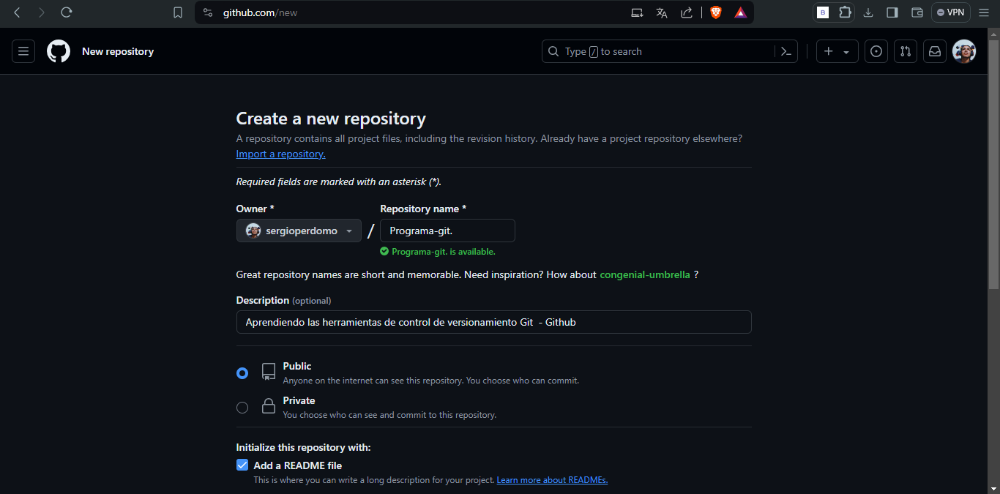 github.com/new
B
VPN
New repository
Type / to search
Create a new repository
A repository contains all project files, including the revision history. Already have a project repository elsewhere?
Import a repository.
Required fields are marked with an asterisk (*).
Owner *
Repository name *
sergioperdomo
/
Programa-git.
Programa-git. is available.
Great repository names are short and memorable. Need inspiration? How about congenial-umbrella ?
Description (optional)
Aprendiendo las herramientas de control de versionamiento Git  - Github
Public
Anyone on the internet can see this repository. You choose who can commit.
Private
You choose who can see and commit to this repository.
Initialize this repository with:
Add a README file
This is where you can write a long description for your project. Learn more about READMEs.